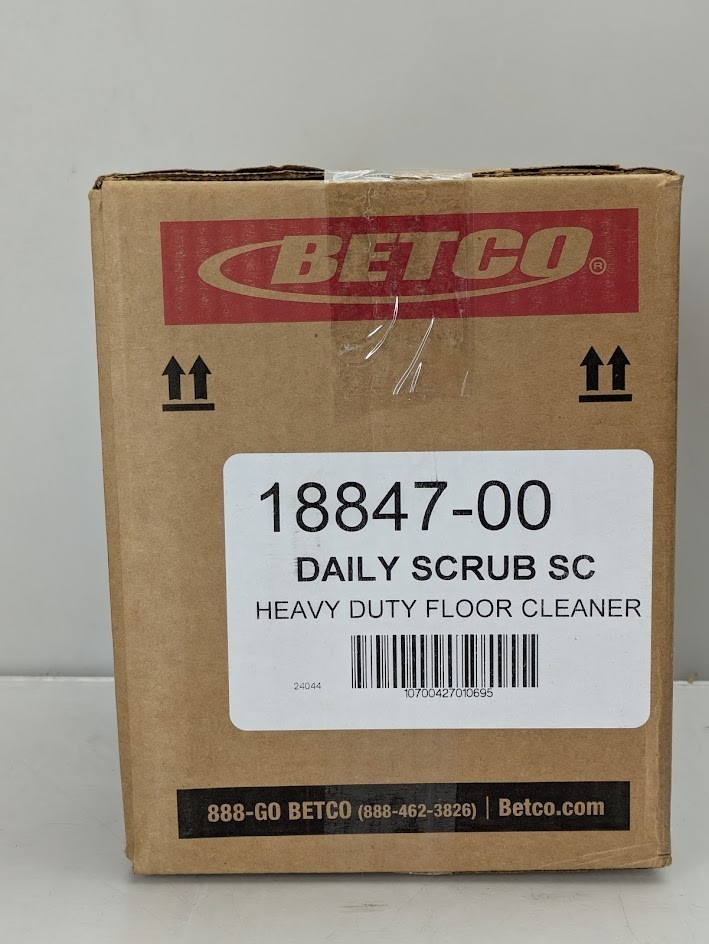 BETCO®
18847-00
DAILY SCRUB SC
HEAVY DUTY FLOOR CLEANER
24044
10700427010695
888-GO BETCO (888-462-3826) | Betco.com